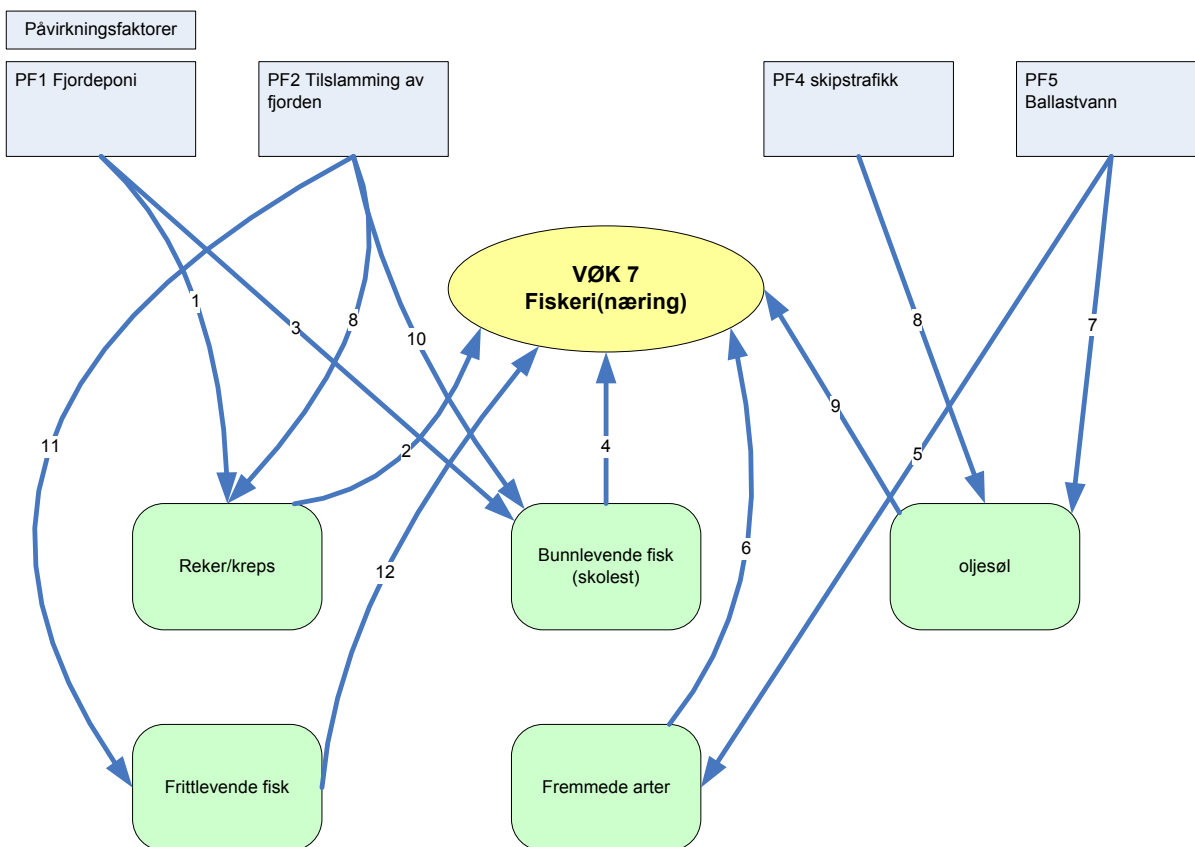 Påvirkningsfaktorer
PF1 Fjordeponi
PF2 Tilslamming av
fjorden
PF4 skipstrafikk
PF5
Ballastvann
VØK 7
Fiskeri(næring)
1
3
8
10
8
7
9
11
2
4
5
Reker/kreps
Bunnlevende fisk
(skolest)
oljesøl
6
12
Frittlevende fisk
Fremmede arter